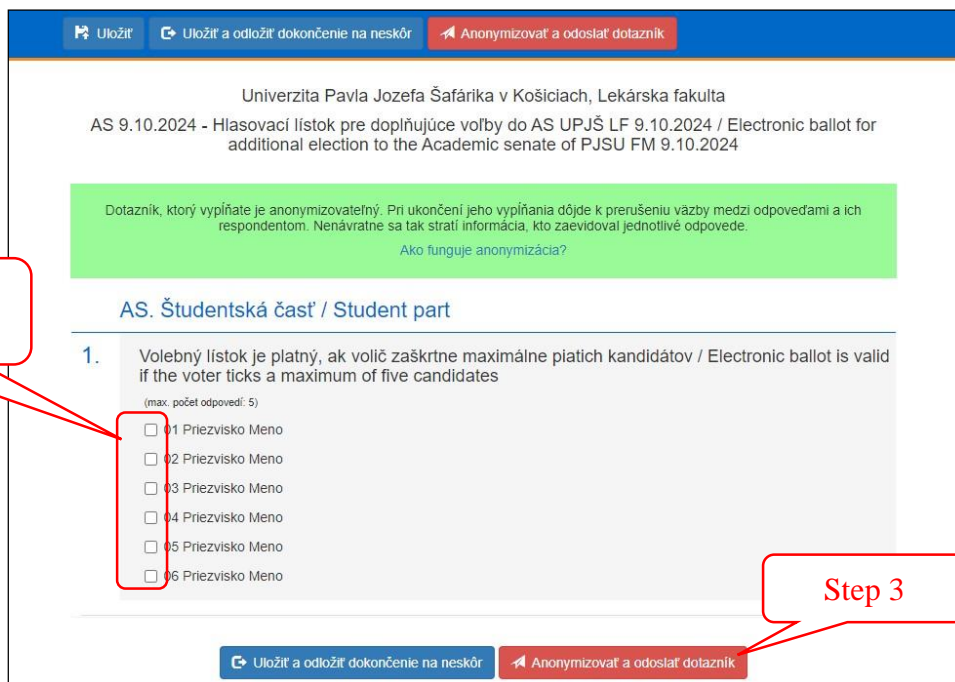 Uložiť Uložiť a odložiť dokončenie na neskôr Anonymizovať a odoslať dotazník
Univerzita Pavla Jozefa Šafárika v Košiciach, Lekárska fakulta
AS 9.10.2024 - Hlasovací lístok pre doplňujúce voľby do AS UPJŠ LF 9.10.2024 / Electronic ballot for
additional election to the Academic senate of PJSU FM 9.10.2024
Dotazník, ktorý vypĺňate je anonymizovateľný. Pri ukončení jeho vypĺňania dôjde k prerušeniu väzby medzi odpoveďami a ich
respondentom. Nenávratne sa tak stratí informácia, kto zaevidoval jednotlivé odpovede.
Ako funguje anonymizácia?
AS. Študentská časť / Student part
1. Volebný lístok je platný, ak volič zaškrtne maximálne piatich kandidátov / Electronic ballot is valid
if the voter ticks a maximum of five candidates
(max. počet odpovedí: 5)
01 Priezvisko Meno
02 Priezvisko Meno
03 Priezvisko Meno
04 Priezvisko Meno
05 Priezvisko Meno
06 Priezvisko Meno
Step 3
Uložiť a odložiť dokončenie na neskôr Anonymizovať a odoslať dotazník